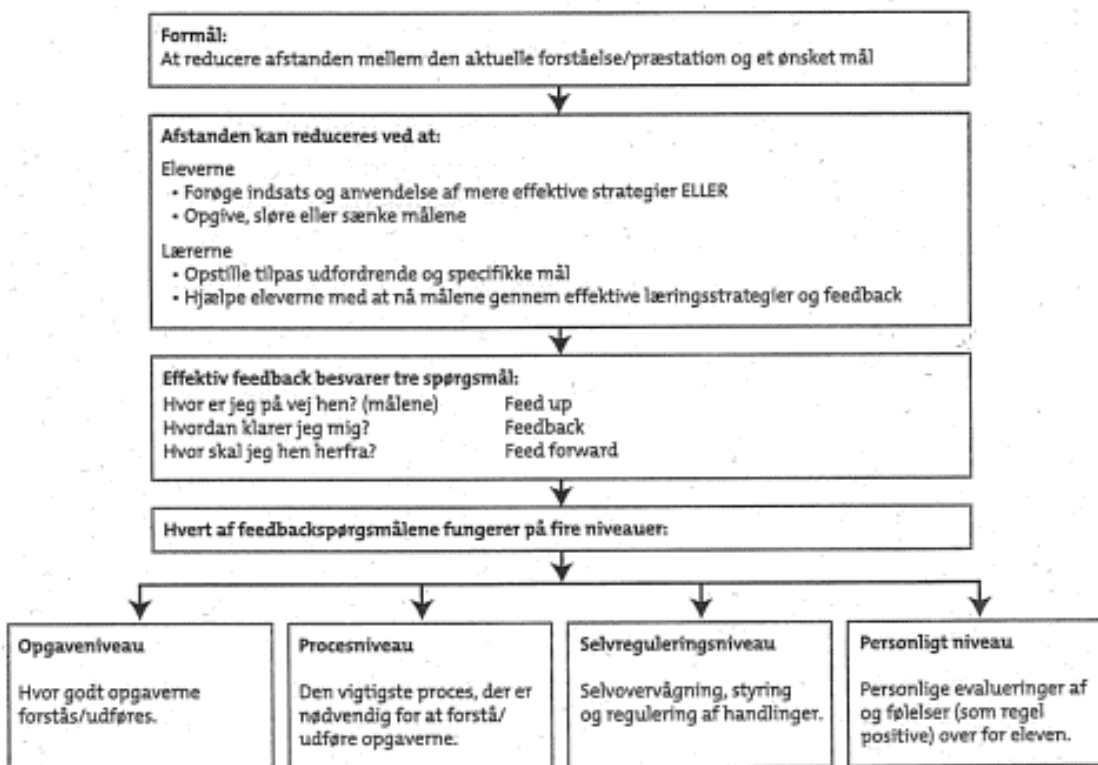 Formål:
At reducere afstanden mellem den aktuelle forståelse/præstation og et ønsket mål
Afstanden kan reduceres ved at:
Eleverne
• Forøge indsats og anvendelse af mere effektive strategier ELLER
• Opgive, sløre eller sænke målene
Lærerne
• Opstille tilpas udfordrende og specifikke mål
• Hjælpe eleverne med at nå målene gennem effektive læringsstrategier og feedback
Effektiv feedback besvarer tre spørgsmål:
Hvor er jeg på vej hen? (målene) Feed up
Hvordan klarer jeg mig? Feedback
Hvor skal jeg hen herfra? Feed forward
Hvert af feedbackspørgsmålene fungerer på fire niveauer:
Opgaveniveau
Hvor godt opgaverne
forstås/udføres.
Procesniveau
Den vigtigste proces, der er
nødvendig for at forstå/
udføre opgaverne.
Selvreguleringsniveau
Selvovervågning, styring
og regulering af handlinger.
Personligt niveau
Personlige evalueringer af
og følelser (som regel
positive) over for eleven.